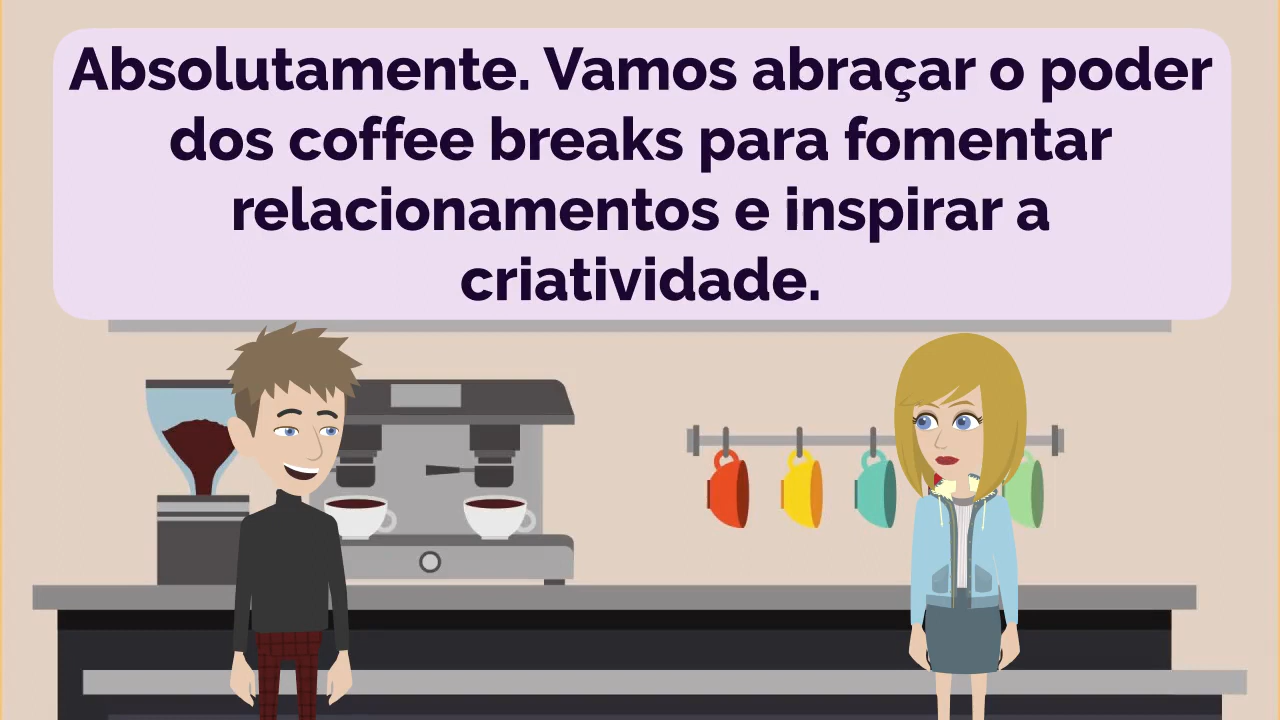 Absolutamente. Vamos abraçar o poder
dos coffee breaks para fomentar
relacionamentos e inspirar a
criatividade.